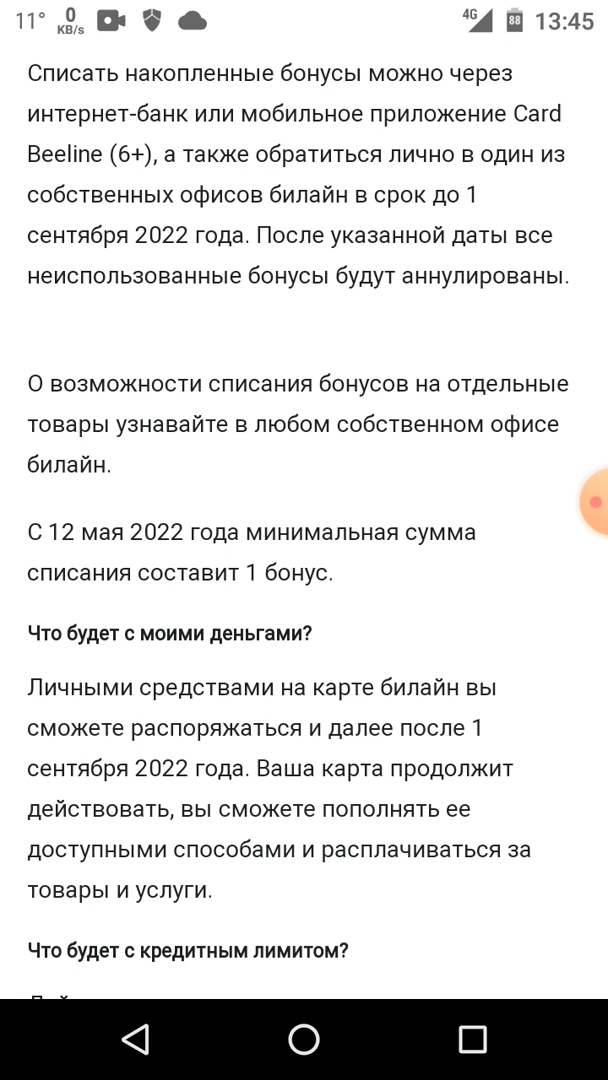 11° 0 KB/s 4G 88 13:45
Списать накопленные бонусы можно через
интернет-банк или мобильное приложение Card
Beeline (6+), а также обратиться лично в один из
собственных офисов билайн в срок до 1
сентября 2022 года. После указанной даты все
неиспользованные бонусы будут аннулированы.
О возможности списания бонусов на отдельные
товары узнавайте в любом собственном офисе
билайн.
С 12 мая 2022 года минимальная сумма
списания составит 1 бонус.
Что будет с моими деньгами?
Личными средствами на карте билайн вы
сможете распоряжаться и далее после 1
сентября 2022 года. Ваша карта продолжит
действовать, вы сможете пополнять ее
доступными способами и расплачиваться за
товары и услуги.
Что будет с кредитным лимитом?